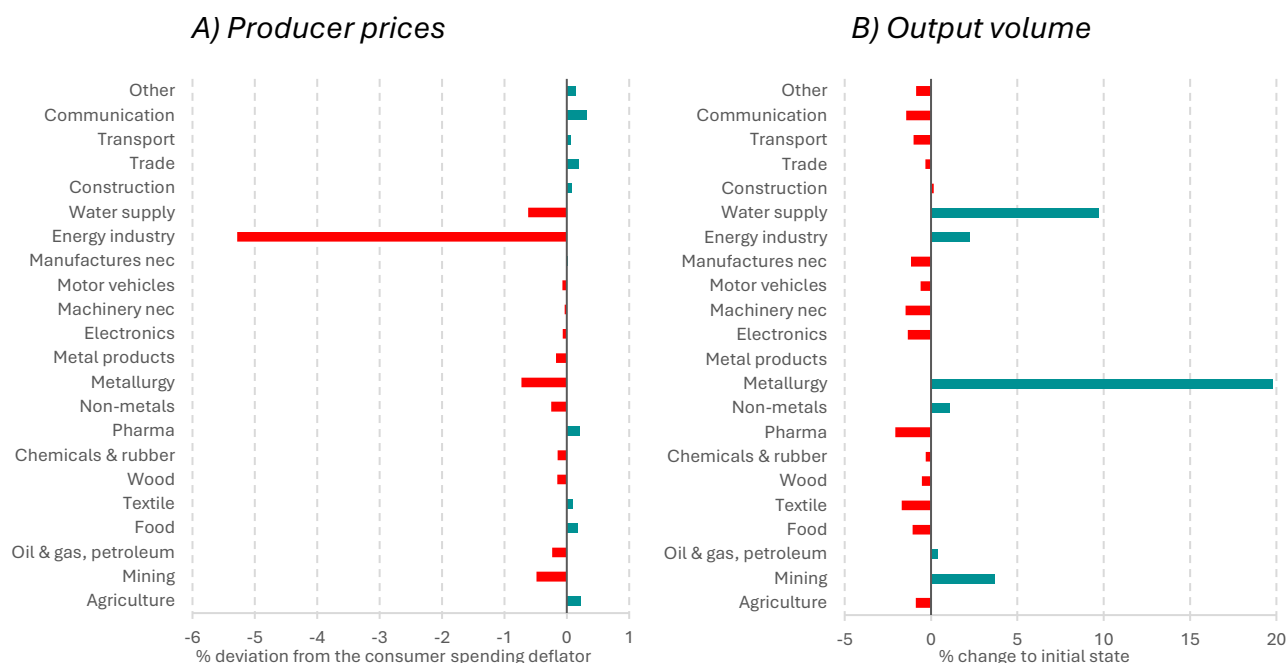 A) Producer prices
Other
Communication
Transport
Trade
Construction
Water supply
Energy industry
Manufactures nec
Motor vehicles
Machinery nec
Electronics
Metal products
Metallurgy
Non-metals
Pharma
Chemicals & rubber
Wood
Textile
Food
Oil & gas, petroleum
Mining
Agriculture
-6 -5 -4 -3 -2 -1 0 1
% deviation from the consumer spending deflator
B) Output volume
Other
Communication
Transport
Trade
Construction
Water supply
Energy industry
Manufactures nec
Motor vehicles
Machinery nec
Electronics
Metal products
Metallurgy
Non-metals
Pharma
Chemicals & rubber
Wood
Textile
Food
Oil & gas, petroleum
Mining
Agriculture
-5 0 5 10 15 20
% change to initial state